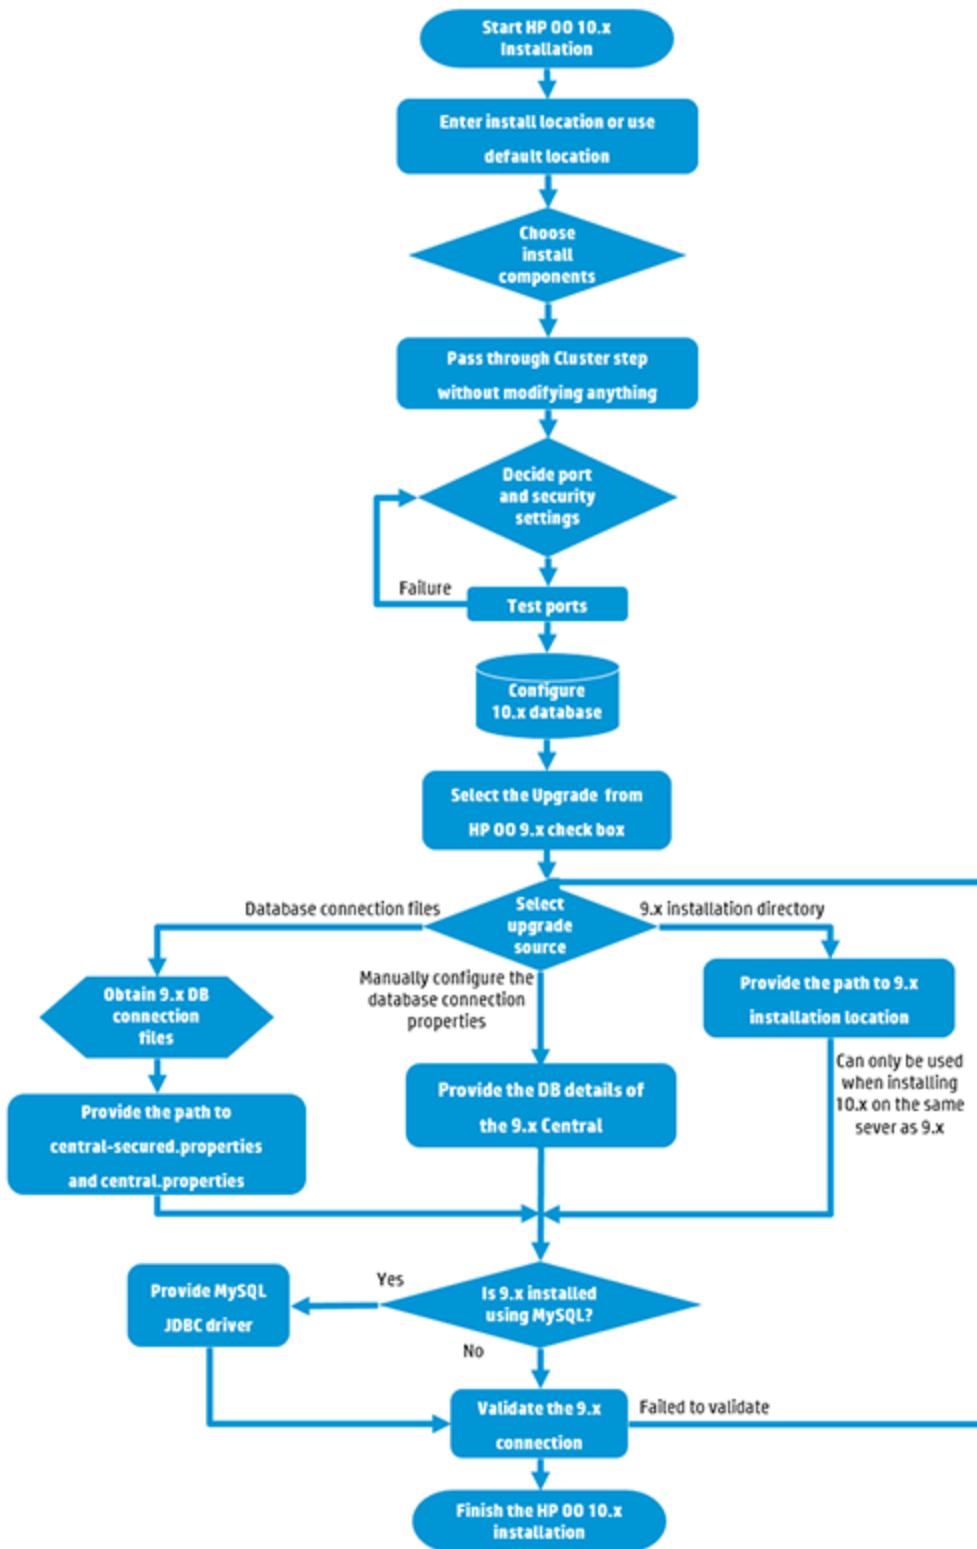 Start HP OO 10.x
Installation
Enter install location or use
default location
Choose
install
components
Pass through Cluster step
without modifying anything
Decide port
and security
settings
Failure
Test ports
Configure
10.x database
Select the Upgrade from
HP OO 9.x check box
Database connection files
Select
upgrade
source
9.x installation directory
Manually configure the
database connection
properties
Obtain 9.x DB
connection
files
Provide the path to 9.x
installation location
Can only be used
when installing
10.x on the same
sever as 9.x
Provide the DB details of
the 9.x Central
Provide the path to
central-secured.properties
and central.properties
Is 9.x installed
using MySQL?
Yes
Provide MySQL
JDBC driver
No
Validate the 9.x
connection
Failed to validate
Finish the HP OO 10.x
installation